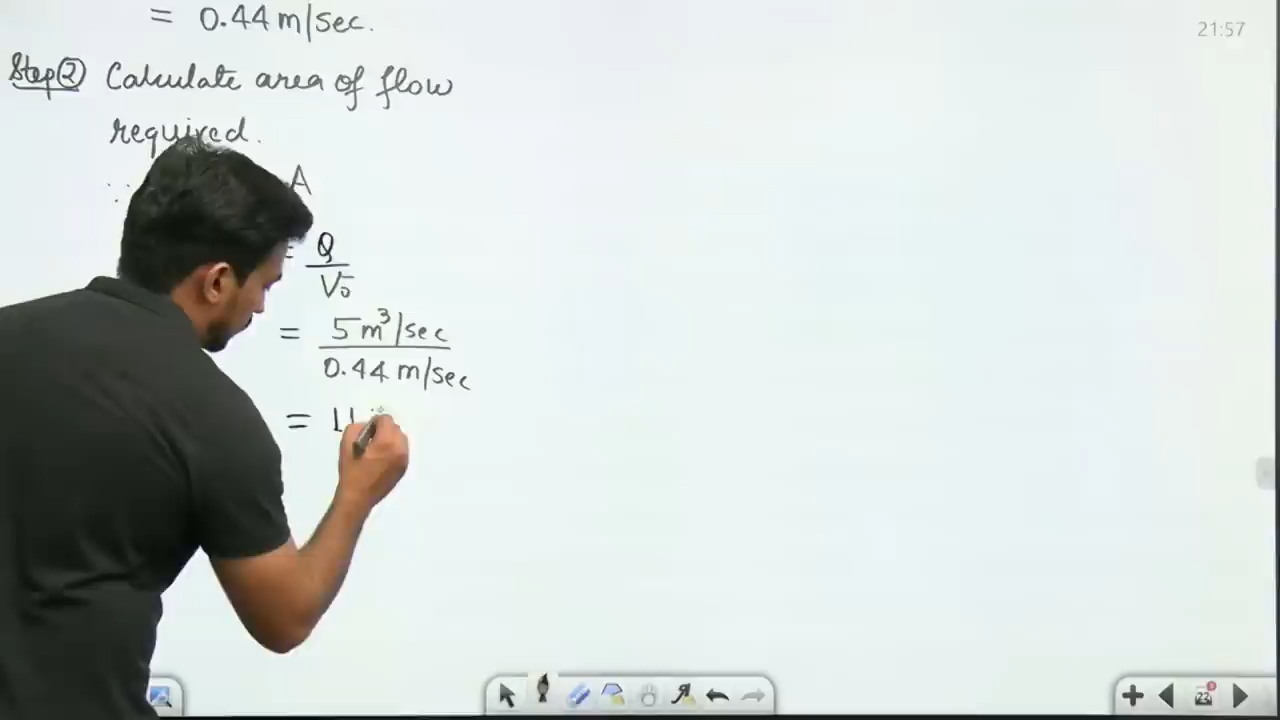 = 0.44 m/sec.
21:57
Step② Calculate area of flow
required.
A
= Q
V₀
= 5 m³/sec
0.44 m/sec
= 11
23